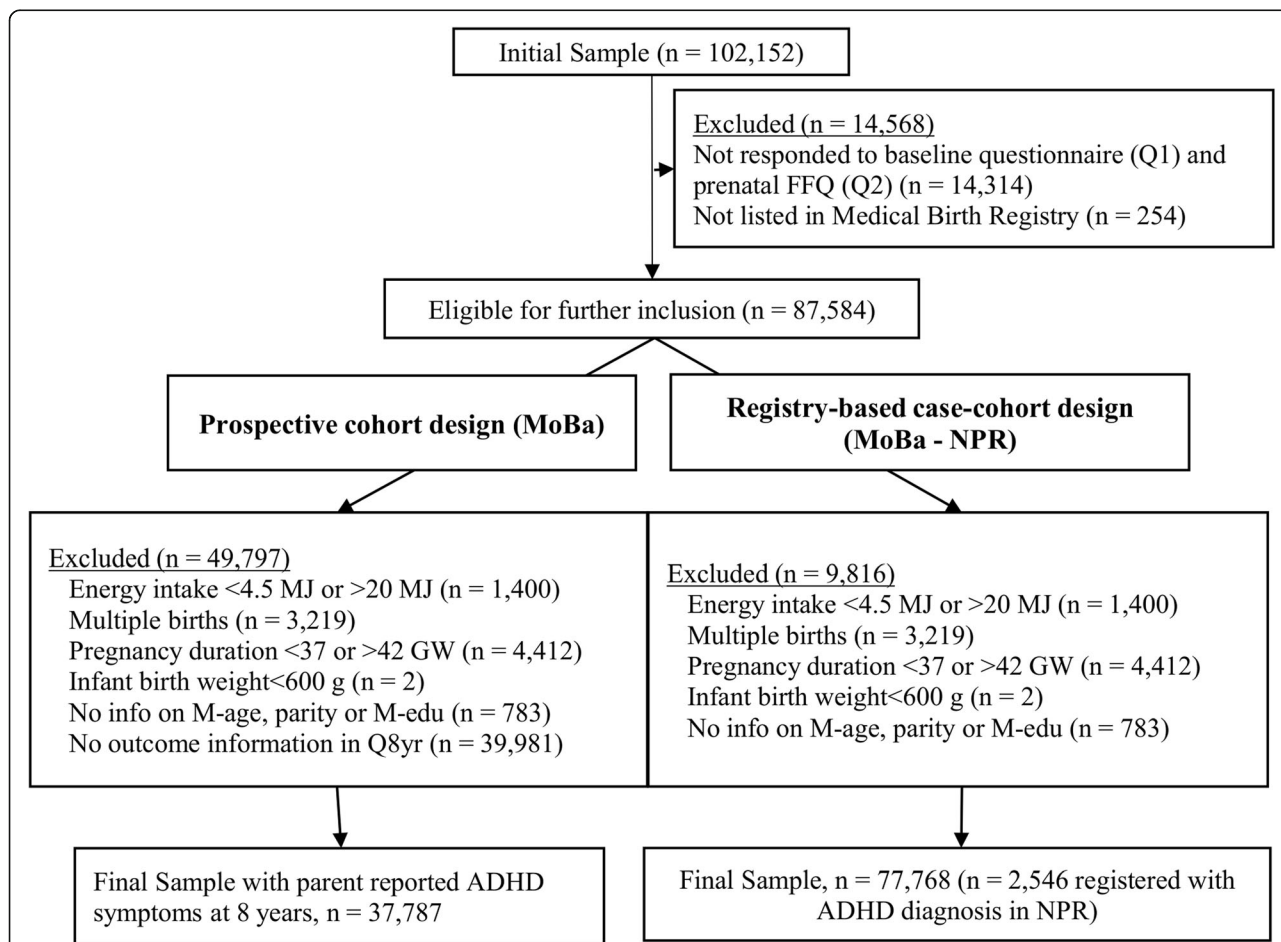 Initial Sample (n = 102,152)
Excluded (n = 14,568)
Not responded to baseline questionnaire (Q1) and
prenatal FFQ (Q2) (n = 14,314)
Not listed in Medical Birth Registry (n = 254)
Eligible for further inclusion (n = 87,584)
Prospective cohort design (MoBa)
Registry-based case-cohort design
(MoBa - NPR)
Excluded (n = 49,797)
Energy intake <4.5 MJ or >20 MJ (n = 1,400)
Multiple births (n = 3,219)
Pregnancy duration <37 or >42 GW (n = 4,412)
Infant birth weight<600 g (n = 2)
No info on M-age, parity or M-edu (n = 783)
No outcome information in Q8yr (n = 39,981)
Excluded (n = 9,816)
Energy intake <4.5 MJ or >20 MJ (n = 1,400)
Multiple births (n = 3,219)
Pregnancy duration <37 or >42 GW (n = 4,412)
Infant birth weight<600 g (n = 2)
No info on M-age, parity or M-edu (n = 783)
Final Sample with parent reported ADHD
symptoms at 8 years, n = 37,787
Final Sample, n = 77,768 (n = 2,546 registered with
ADHD diagnosis in NPR)